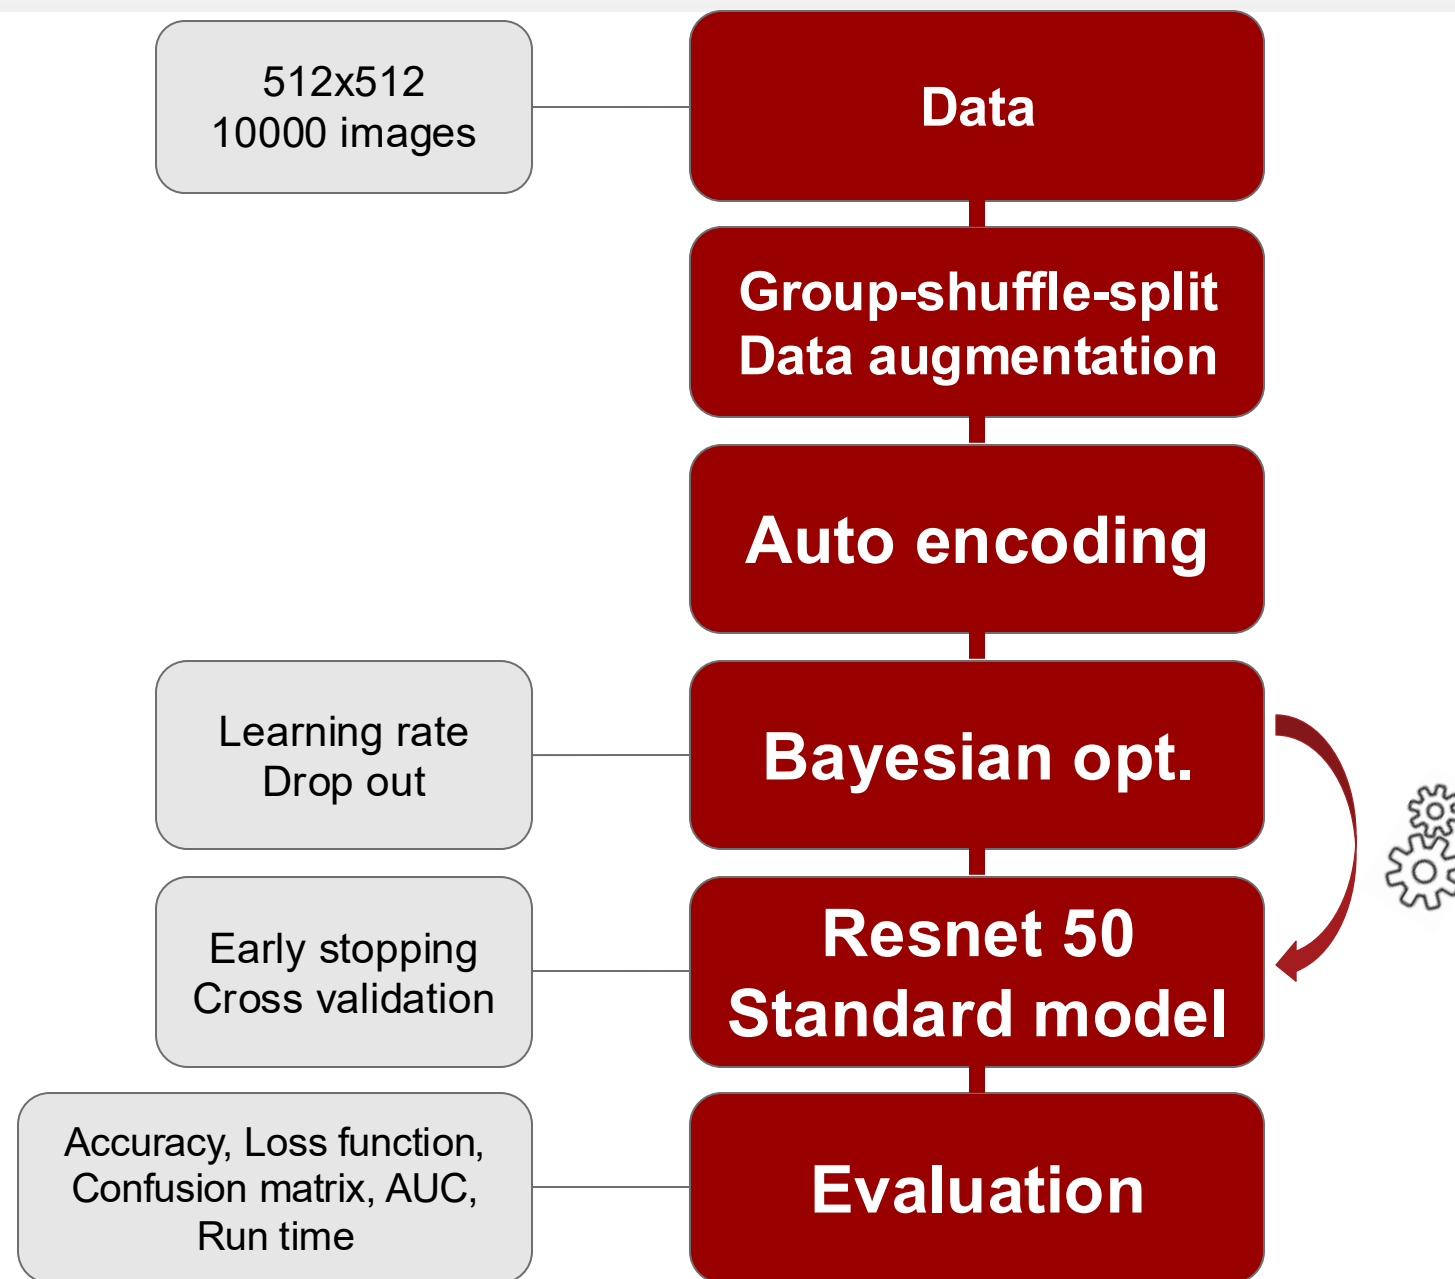 512x512
10000 images
Data
Group-shuffle-split
Data augmentation
Auto encoding
Learning rate
Drop out
Bayesian opt.
Early stopping
Cross validation
Resnet 50
Standard model
Accuracy, Loss function,
Confusion matrix, AUC,
Run time
Evaluation